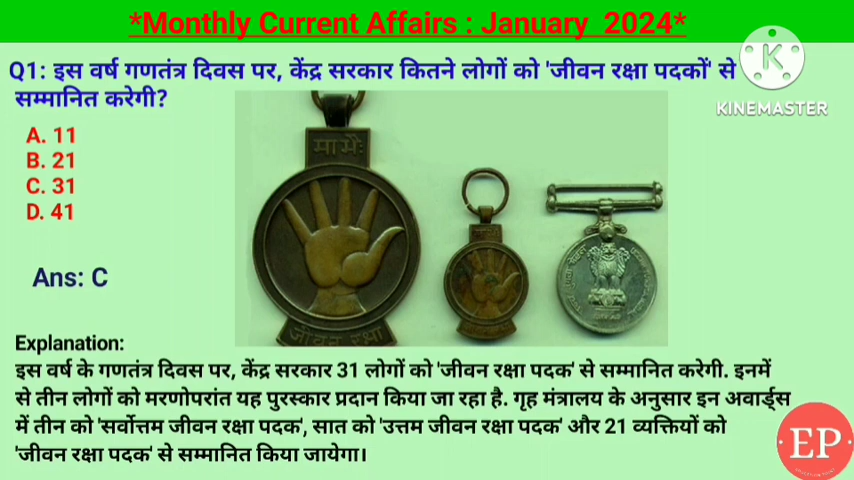 *Monthly Current Affairs : January 2024*
Q1: इस वर्ष गणतंत्र दिवस पर, केंद्र सरकार कितने लोगों को 'जीवन रक्षा पदकों' से
सम्मानित करेगी?
KINEMASTER
A. 11
B. 21
C. 31
D. 41
Ans: C
जीवन रक्षा
Explanation:
इस वर्ष के गणतंत्र दिवस पर, केंद्र सरकार 31 लोगों को 'जीवन रक्षा पदक' से सम्मानित करेगी. इनमें
से तीन लोगों को मरणोपरांत यह पुरस्कार प्रदान किया जा रहा है. गृह मंत्रालय के अनुसार इन अवार्ड्स
में तीन को 'सर्वोत्तम जीवन रक्षा पदक', सात को 'उत्तम जीवन रक्षा पदक' और 21 व्यक्तियों को
'जीवन रक्षा पदक' से सम्मानित किया जायेगा।
EP